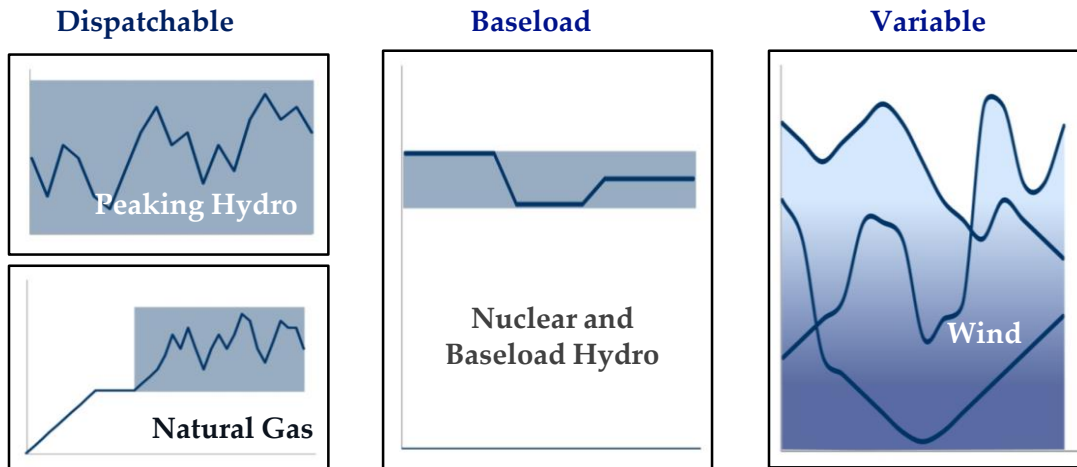 Dispatchable
Baseload
Variable
Peaking Hydro
Natural Gas
Nuclear and
Baseload Hydro
Wind